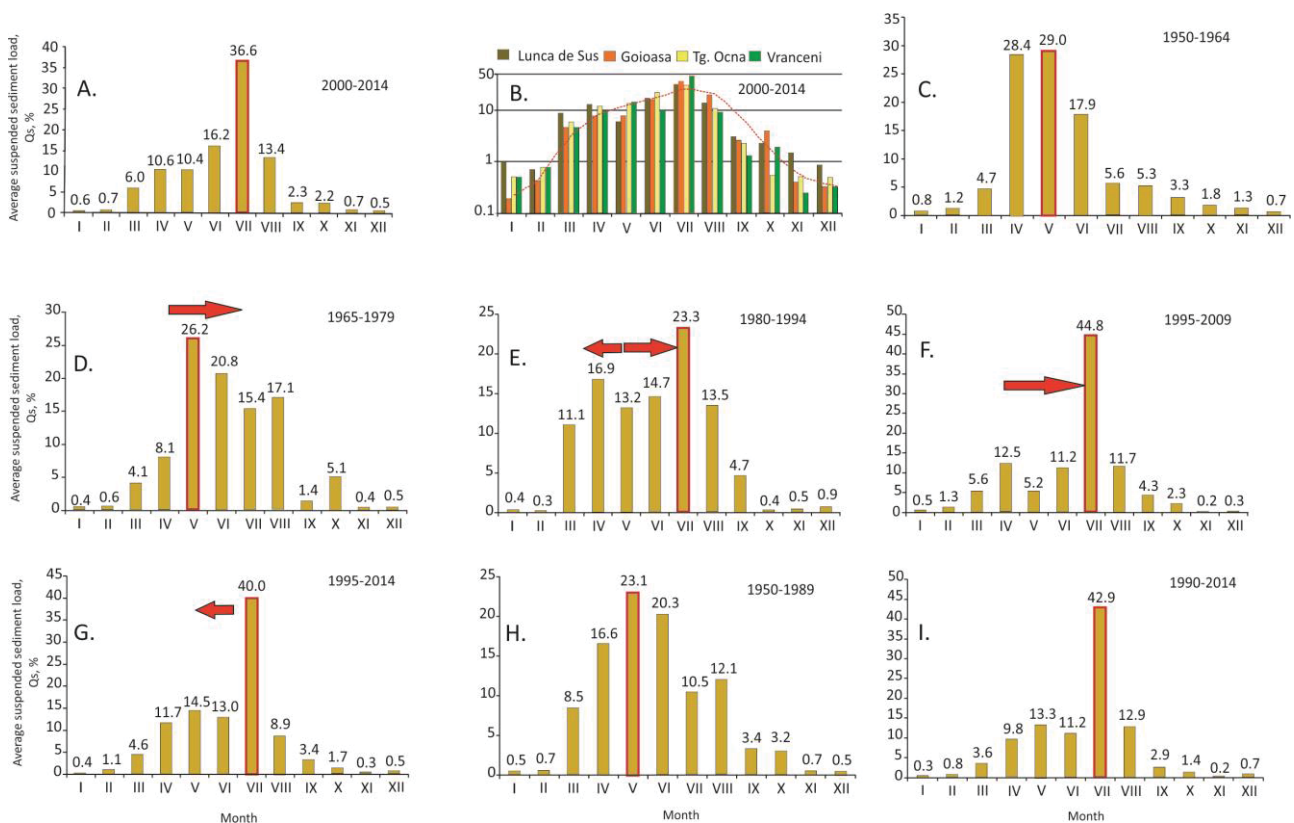 Average suspended sediment load,
Qs, %
A.
2000-2014
40
35
30
25
20
15
10
5
0
0.6 0.7 6.0 10.6 10.4 16.2 36.6 13.4 2.3 2.2 0.7 0.5
I II III IV V VI VII VIII IX X XI XII
Lunca de Sus Goioasa Tg. Ocna Vranceni
B.
2000-2014
50
10
1
0.1
I II III IV V VI VII VIII IX X XI XII
C.
1950-1964
35
30
25
20
15
10
5
0
0.8 1.2 4.7 28.4 29.0 17.9 5.6 5.3 3.3 1.8 1.3 0.7
I II III IV V VI VII VIII IX X XI XII
Average suspended sediment load,
Qs, %
D.
1965-1979
30
25
20
15
10
5
0
0.4 0.6 4.1 8.1 26.2 20.8 15.4 17.1 1.4 5.1 0.4 0.5
I II III IV V VI VII VIII IX X XI XII
E.
1980-1994
25
20
15
10
5
0
0.4 0.3 11.1 16.9 13.2 14.7 23.3 13.5 4.7 0.4 0.5 0.9
I II III IV V VI VII VIII IX X XI XII
F.
1995-2009
50
45
40
35
30
25
20
15
10
5
0
0.5 1.3 5.6 12.5 5.2 11.2 44.8 11.7 4.3 2.3 0.2 0.3
I II III IV V VI VII VIII IX X XI XII
Average suspended sediment load,
Qs, %
G.
1995-2014
45
40
35
30
25
20
15
10
5
0
0.4 1.1 4.6 11.7 14.5 13.0 40.0 8.9 3.4 1.7 0.3 0.5
I II III IV V VI VII VIII IX X XI XII
Month
H.
1950-1989
25
20
15
10
5
0
0.5 0.7 8.5 16.6 23.1 20.3 10.5 12.1 3.4 3.2 0.7 0.5
I II III IV V VI VII VIII IX X XI XII
Month
I.
1990-2014
50
45
40
35
30
25
20
15
10
5
0
0.3 0.8 3.6 9.8 13.3 11.2 42.9 12.9 2.9 1.4 0.2 0.7
I II III IV V VI VII VIII IX X XI XII
Month